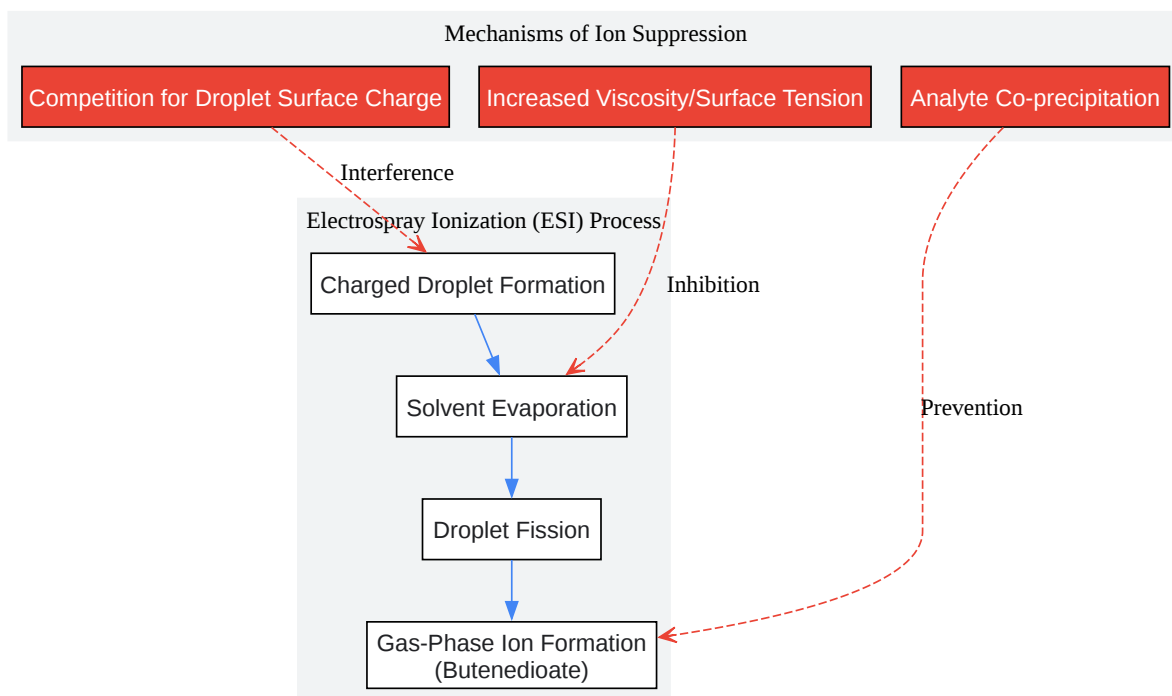 Mechanisms of Ion Suppression
Competition for Droplet Surface Charge
Increased Viscosity/Surface Tension
Analyte Co-precipitation
Interference
Electrospray Ionization (ESI) Process
Charged Droplet Formation
Inhibition
Solvent Evaporation
Prevention
Droplet Fission
Gas-Phase Ion Formation
(Butenedioate)